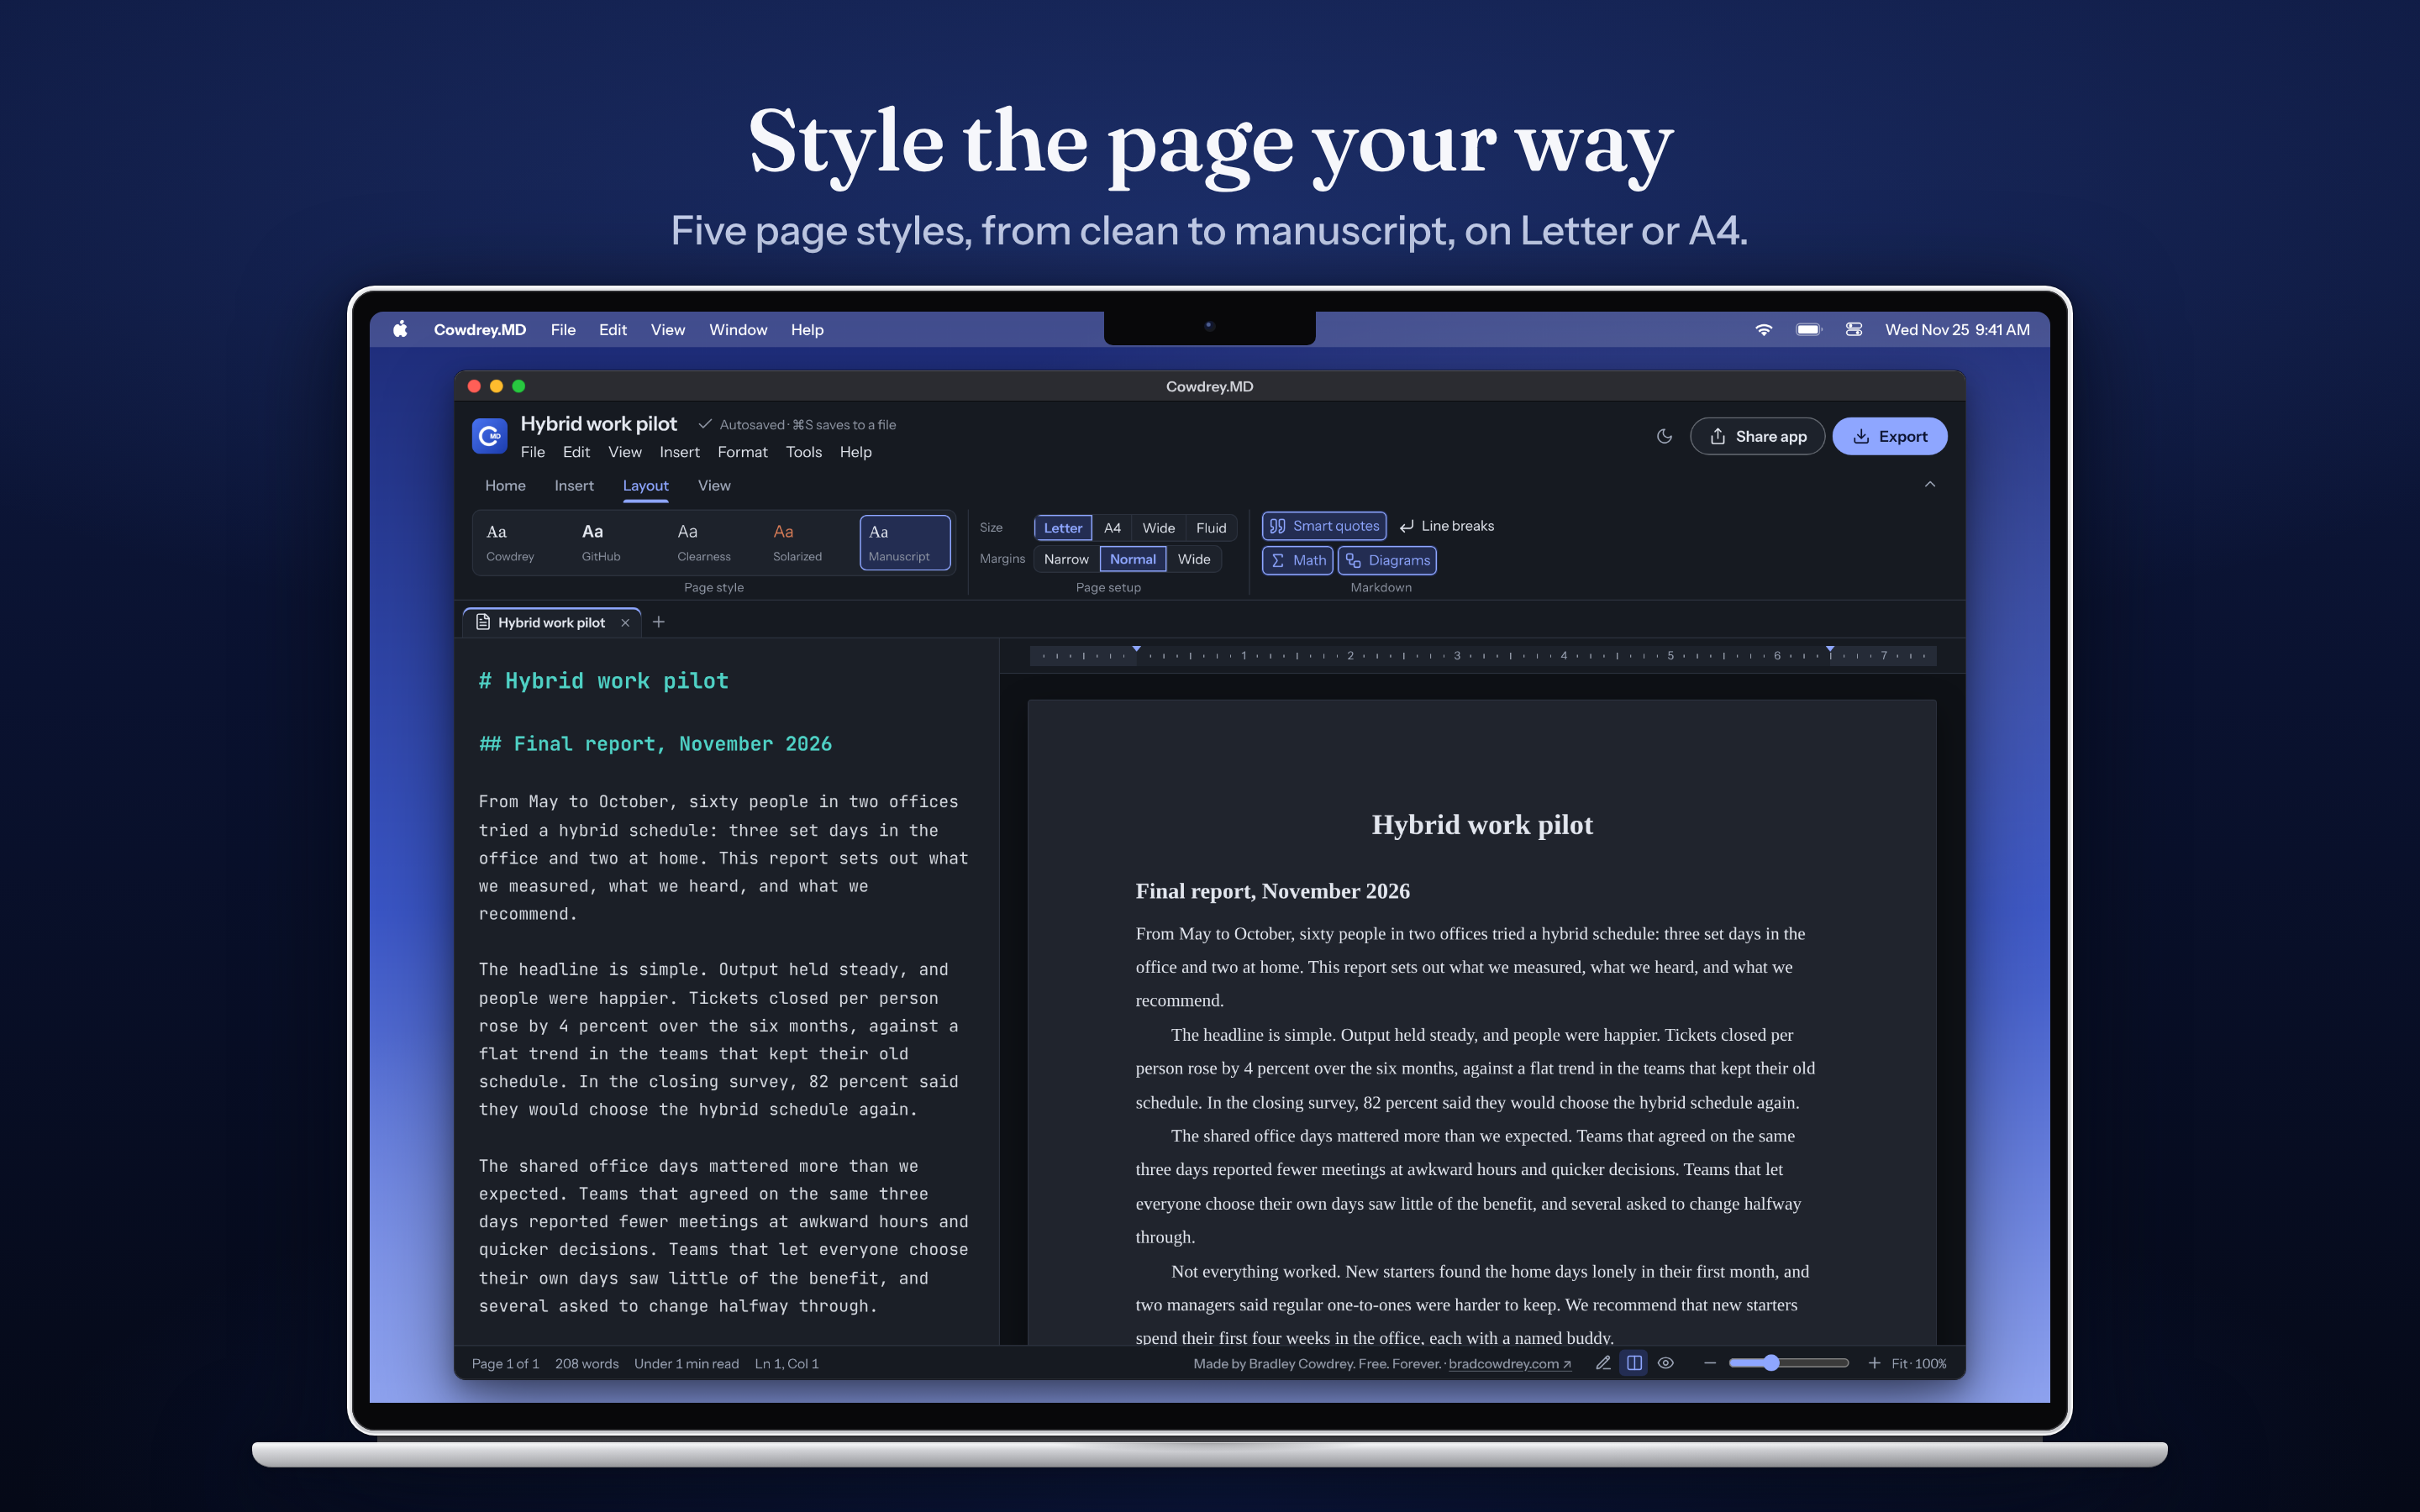 Style the page your way
Five page styles, from clean to manuscript, on Letter or A4.
Cowdrey.MD File Edit View Window Help
Wed Nov 25 9:41 AM
Cowdrey.MD
Hybrid work pilot
Autosaved · ⌘S saves to a file
File Edit View Insert Format Tools Help
Share app
Export
Home Insert Layout View
Aa Aa Aa Aa Aa
Cowdrey GitHub Clearness Solarized Manuscript
Page style
Size Letter A4 Wide Fluid
Margins Narrow Normal Wide
Page setup
Smart quotes Line breaks
Math Diagrams
Markdown
Hybrid work pilot
# Hybrid work pilot
## Final report, November 2026
From May to October, sixty people in two offices
tried a hybrid schedule: three set days in the
office and two at home. This report sets out what
we measured, what we heard, and what we
recommend.
The headline is simple. Output held steady, and
people were happier. Tickets closed per person
rose by 4 percent over the six months, against a
flat trend in the teams that kept their old
schedule. In the closing survey, 82 percent said
they would choose the hybrid schedule again.
The shared office days mattered more than we
expected. Teams that agreed on the same three
days reported fewer meetings at awkward hours and
quicker decisions. Teams that let everyone choose
their own days saw little of the benefit, and
several asked to change halfway through.
1 2 3 4 5 6 7
Hybrid work pilot
Final report, November 2026
From May to October, sixty people in two offices tried a hybrid schedule: three set days in the
office and two at home. This report sets out what we measured, what we heard, and what we
recommend.
The headline is simple. Output held steady, and people were happier. Tickets closed per
person rose by 4 percent over the six months, against a flat trend in the teams that kept their old
schedule. In the closing survey, 82 percent said they would choose the hybrid schedule again.
The shared office days mattered more than we expected. Teams that agreed on the same
three days reported fewer meetings at awkward hours and quicker decisions. Teams that let
everyone choose their own days saw little of the benefit, and several asked to change halfway
through.
Not everything worked. New starters found the home days lonely in their first month, and
two managers said regular one-to-ones were harder to keep. We recommend that new starters
spend their first four weeks in the office, each with a named buddy.
Page 1 of 1 208 words Under 1 min read Ln 1, Col 1
Made by Bradley Cowdrey. Free. Forever. · bradcowdrey.com ↗
Fit · 100%